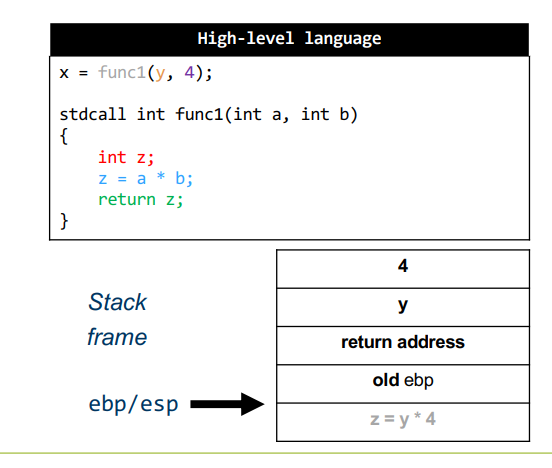 High-level language
x = func1(y, 4);
stdcall int func1(int a, int b)
{
int z;
z = a * b;
return z;
}
4
Stack
frame
y
return address
old ebp
ebp/esp
z = y * 4